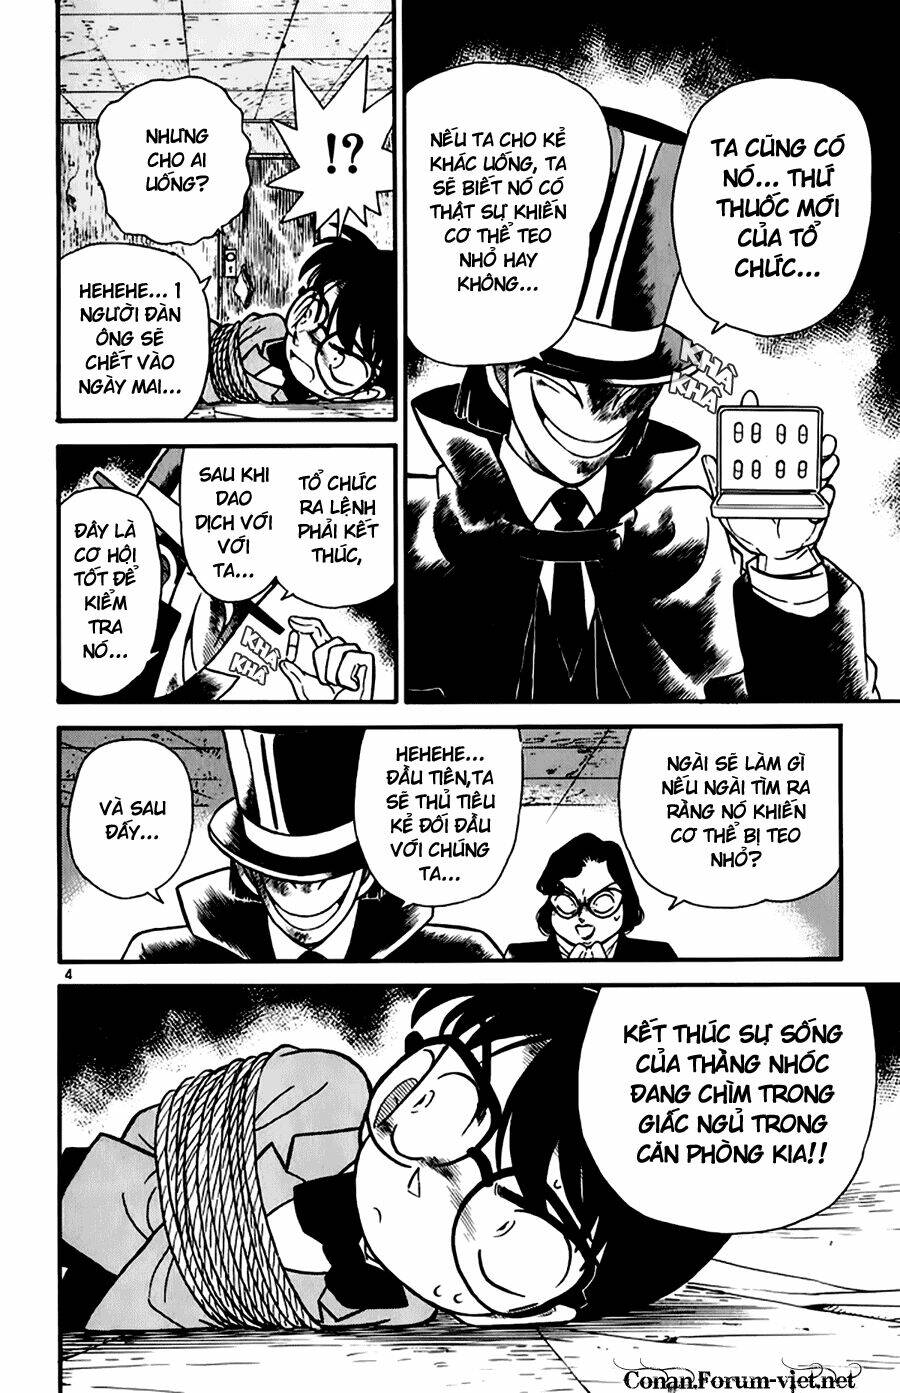 TA CŨNG CÓ
NÓ... THỨ
THUỐC MỚI
CỦA TỔ
CHỨC...
NẾU TA CHO KẺ
KHÁC UỐNG, TA
SẼ BIẾT NÓ CÓ
THẬT SỰ KHIẾN
CƠ THỂ TEO
NHỎ HAY
KHÔNG...
KHÀ
KHÀ
!?
NHƯNG
CHO AI
UỐNG?
HEHEHE... 1
NGƯỜI ĐÀN
ÔNG SẼ
CHẾT VÀO
NGÀY MAI...
TỔ CHỨC
RA LỆNH
PHẢI KẾT
THÚC,
SAU KHI
DAO
DỊCH VỚI
VỚI
TA...
ĐÂY LÀ
CƠ HỘI
TỐT ĐỂ
KIỂM
TRA
NÓ...
KHÀ
KHÀ
NGÀI SẼ LÀM GÌ
NẾU NGÀI TÌM RA
RẰNG NÓ KHIẾN
CƠ THỂ BỊ TEO
NHỎ?
HEHEHE...
ĐẦU TIÊN,TA
SẼ THỦ TIÊU
KẺ ĐỐI ĐẦU
VỚI CHÚNG
TA...
VÀ SAU
ĐẤY...
4
KẾT THÚC SỰ SỐNG
CỦA THẰNG NHÓC
ĐANG CHÌM TRONG
GIẤC NGỦ TRONG
CĂN PHÒNG KIA!!
Conan.Forum-viet.net